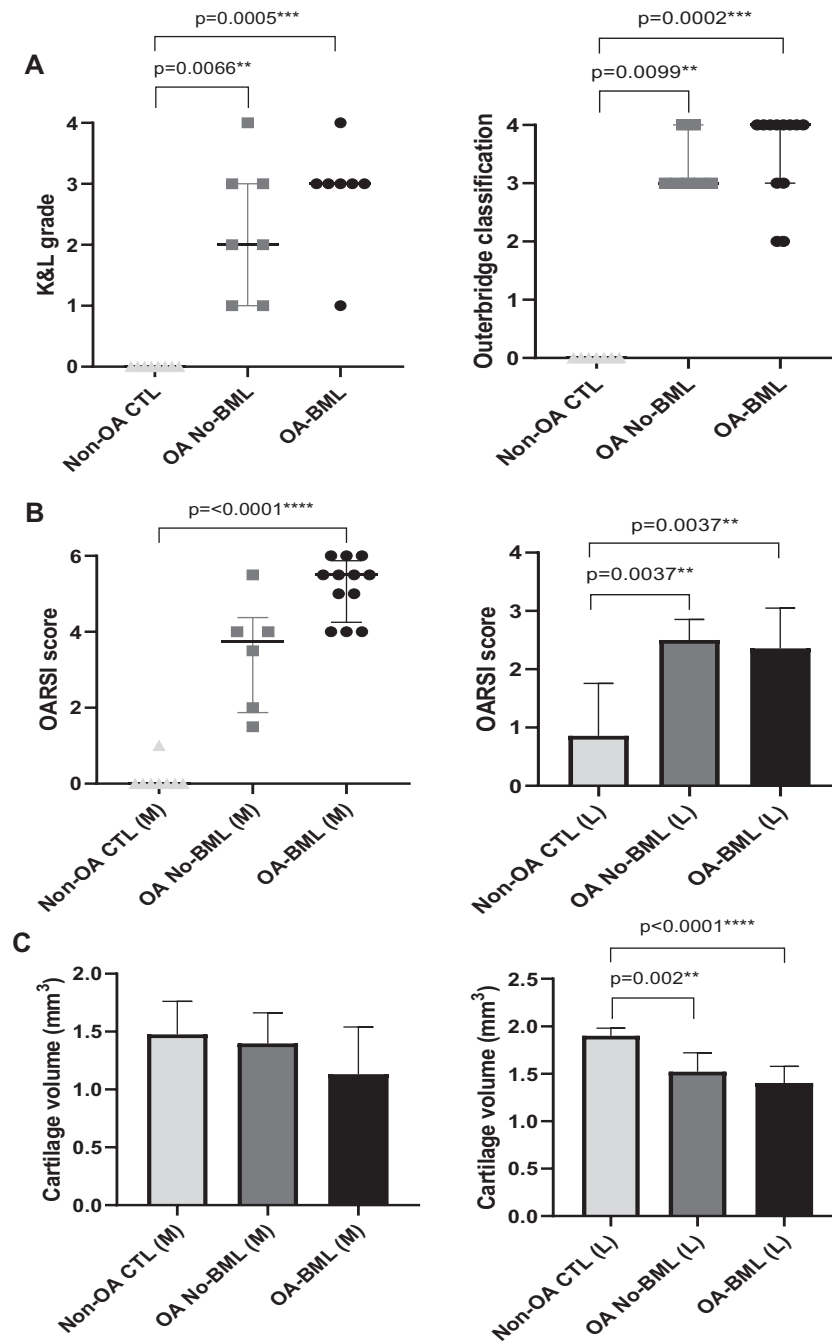 A
p=0.0005***
p=0.0066**
K&L grade
4
3
2
1
0
Non-OA CTL
OA No-BML
OA-BML
p=0.0002***
p=0.0099**
Outerbridge classification
4
3
2
1
0
Non-OA CTL
OA No-BML
OA-BML
B
p=<0.0001****
OARSI score
6
4
2
0
Non-OA CTL (M)
OA No-BML (M)
OA-BML (M)
p=0.0037**
p=0.0037**
OARSI score
4
3
2
1
0
Non-OA CTL (L)
OA No-BML (L)
OA-BML (L)
C
Cartilage volume (mm³)
2.0
1.5
1.0
0.5
0.0
Non-OA CTL (M)
OA No-BML (M)
OA-BML (M)
p<0.0001****
p=0.002**
Cartilage volume (mm³)
2.5
2.0
1.5
1.0
0.5
0.0
Non-OA CTL (L)
OA No-BML (L)
OA-BML (L)